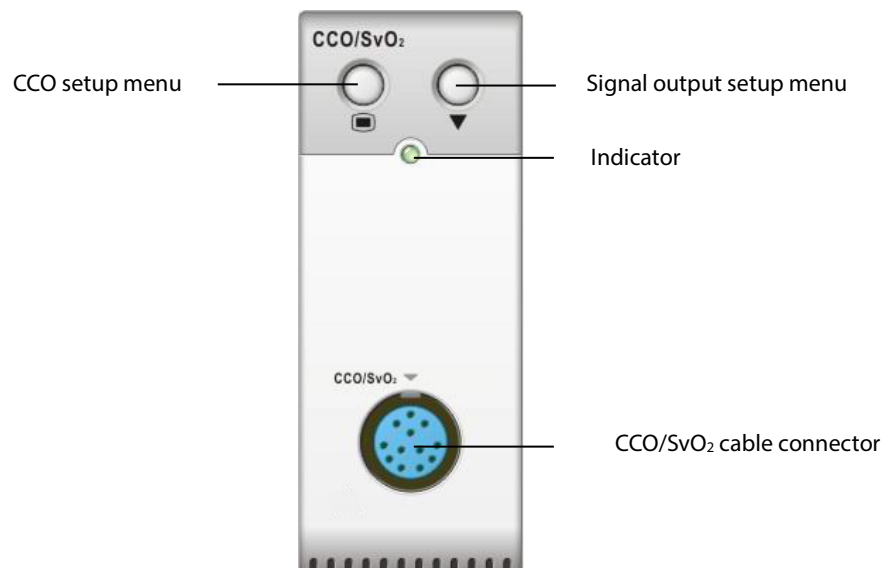 CCO/SvO₂
CCO setup menu
Signal output setup menu
Indicator
CCO/SvO₂
CCO/SvO₂ cable connector